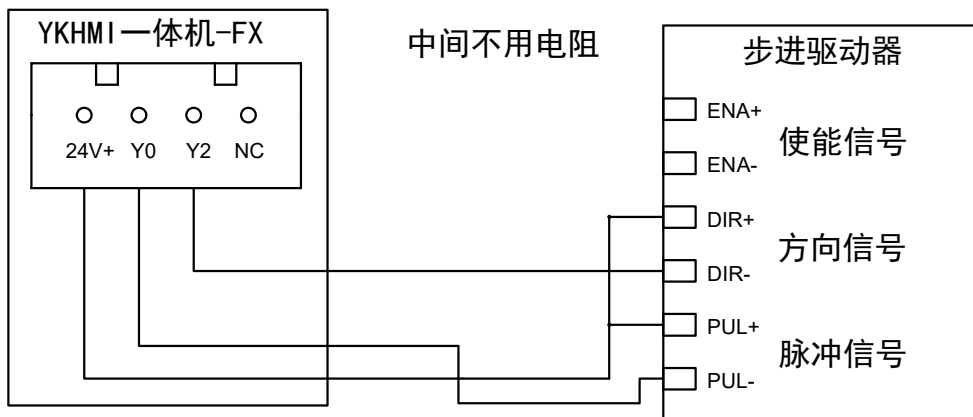 YKHMI一体机-FX
中间不用电阻
步进驱动器
24V+ Y0 Y2 NC
ENA+
使能信号
ENA-
DIR+
方向信号
DIR-
PUL+
脉冲信号
PUL-